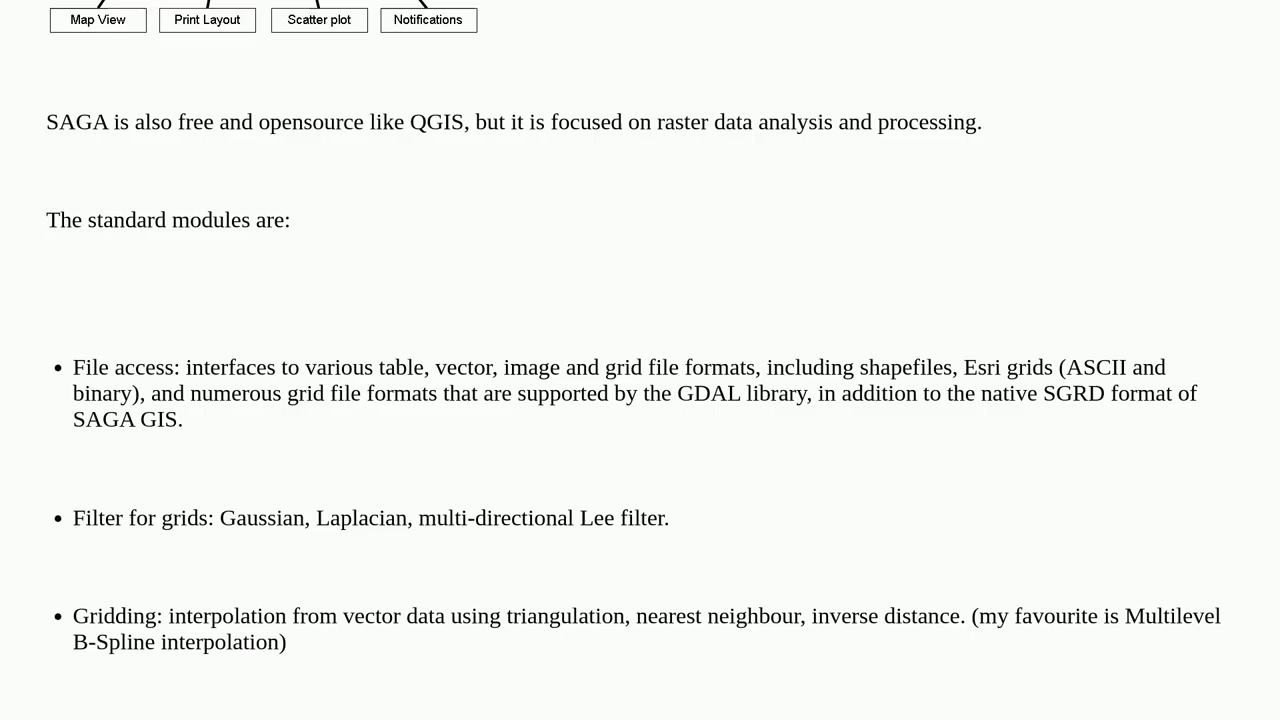 Map View Print Layout Scatter plot Notifications
SAGA is also free and opensource like QGIS, but it is focused on raster data analysis and processing.
The standard modules are:
• File access: interfaces to various table, vector, image and grid file formats, including shapefiles, Esri grids (ASCII and
binary), and numerous grid file formats that are supported by the GDAL library, in addition to the native SGRD format of
SAGA GIS.
• Filter for grids: Gaussian, Laplacian, multi-directional Lee filter.
• Gridding: interpolation from vector data using triangulation, nearest neighbour, inverse distance. (my favourite is Multilevel
B-Spline interpolation)